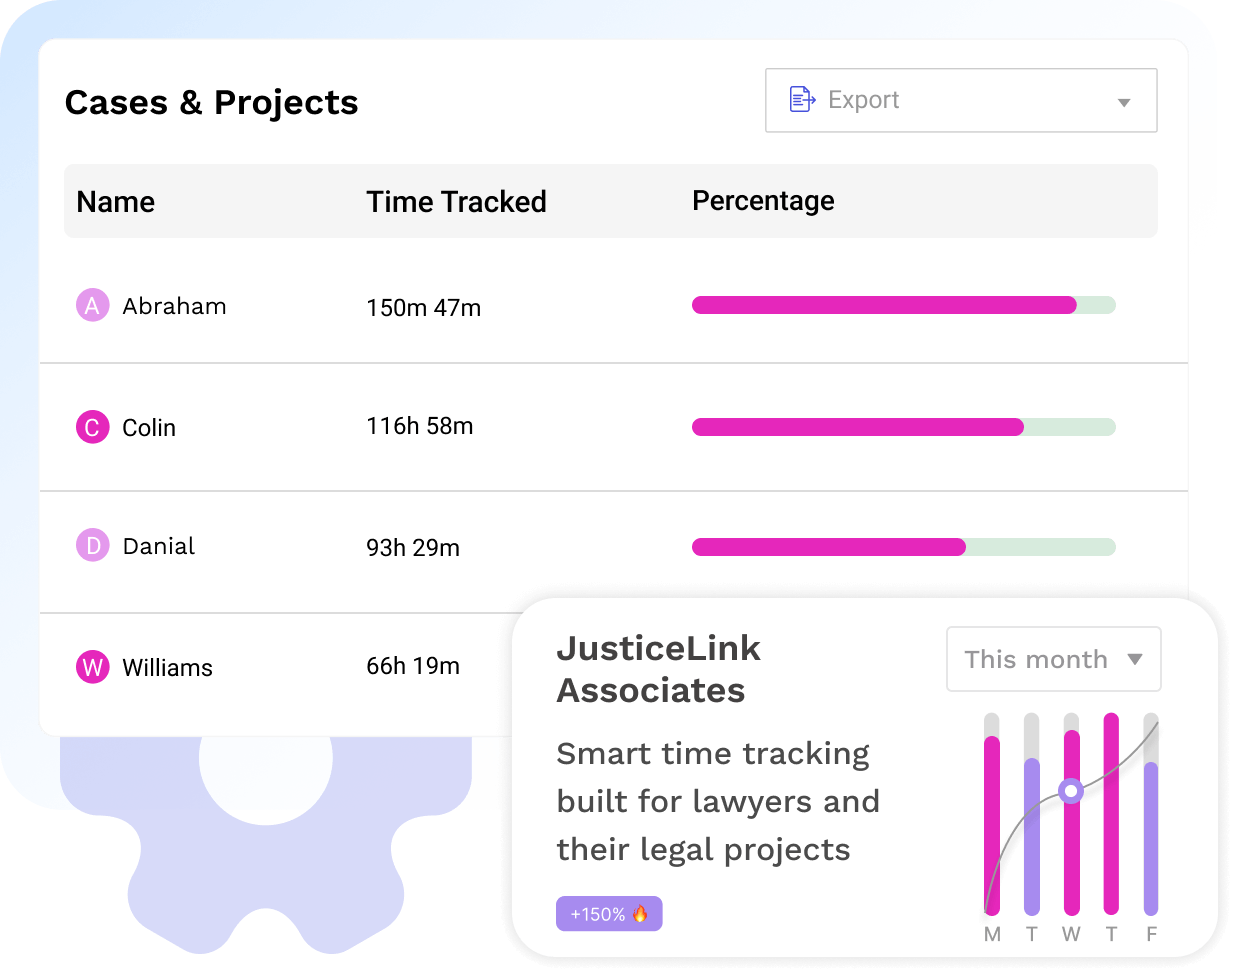 Cases & Projects
Export
Name Time Tracked Percentage
A Abraham 150m 47m
C Colin 116h 58m
D Danial 93h 29m
W Williams 66h 19m
JusticeLink
Associates
This month
Smart time tracking
built for lawyers and
their legal projects
+150% 🔥
M T W T F